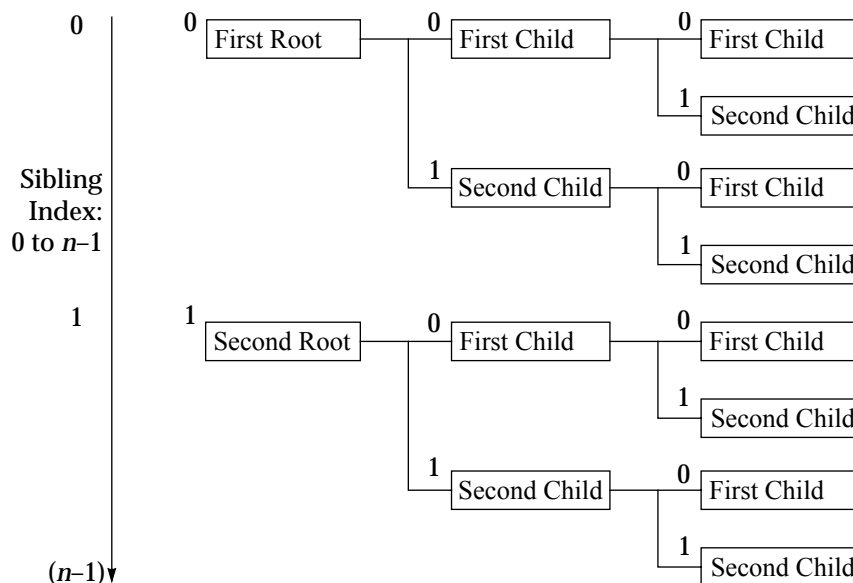 0 0 First Root 0 First Child 0 First Child
1 Second Child
Sibling
Index:
0 to n–1
1 Second Child 0 First Child
1 Second Child
1 1 Second Root 0 First Child 0 First Child
1 Second Child
1 Second Child 0 First Child
1 Second Child
(n–1)